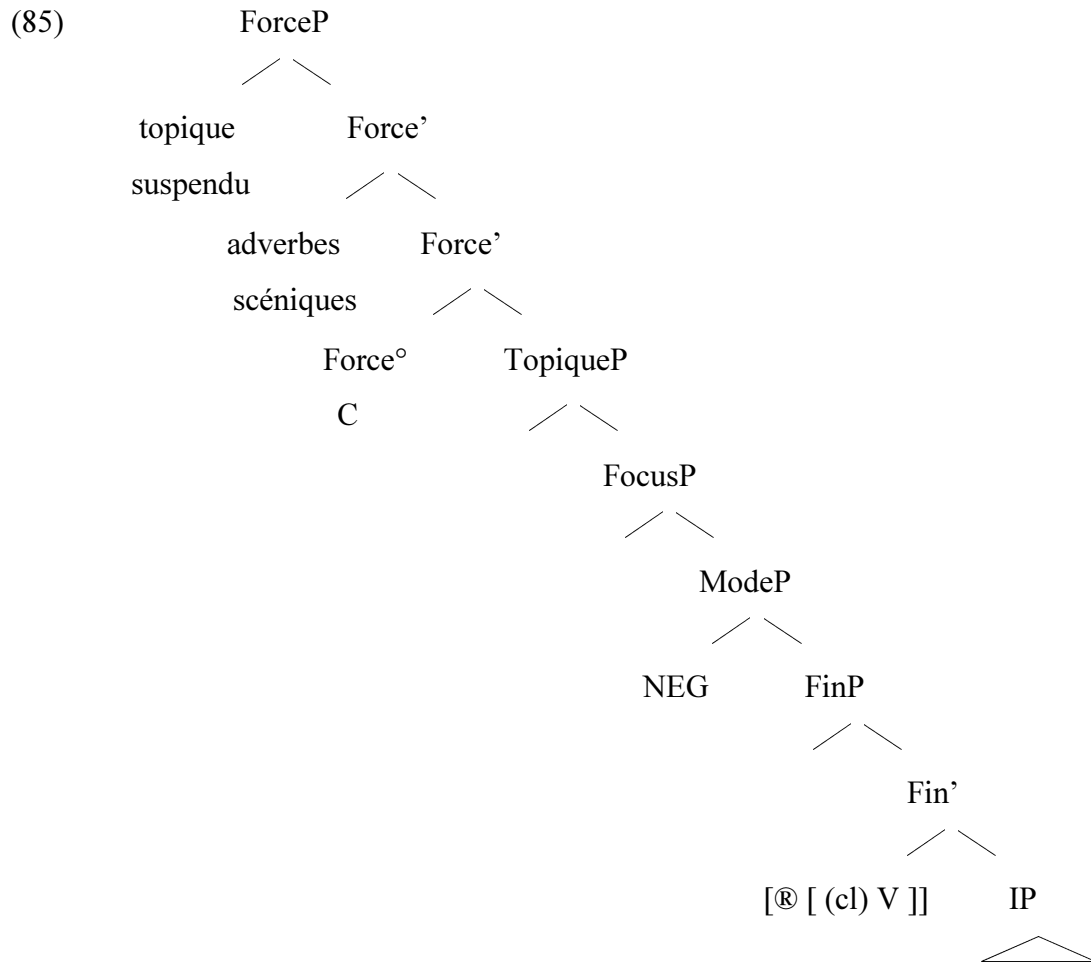 (85) ForceP
topique Force’
suspendu
adverbes Force’
scéniques
Force° TopiqueP
C
FocusP
ModeP
NEG FinP
Fin’
[® [ (cl) V ]] IP